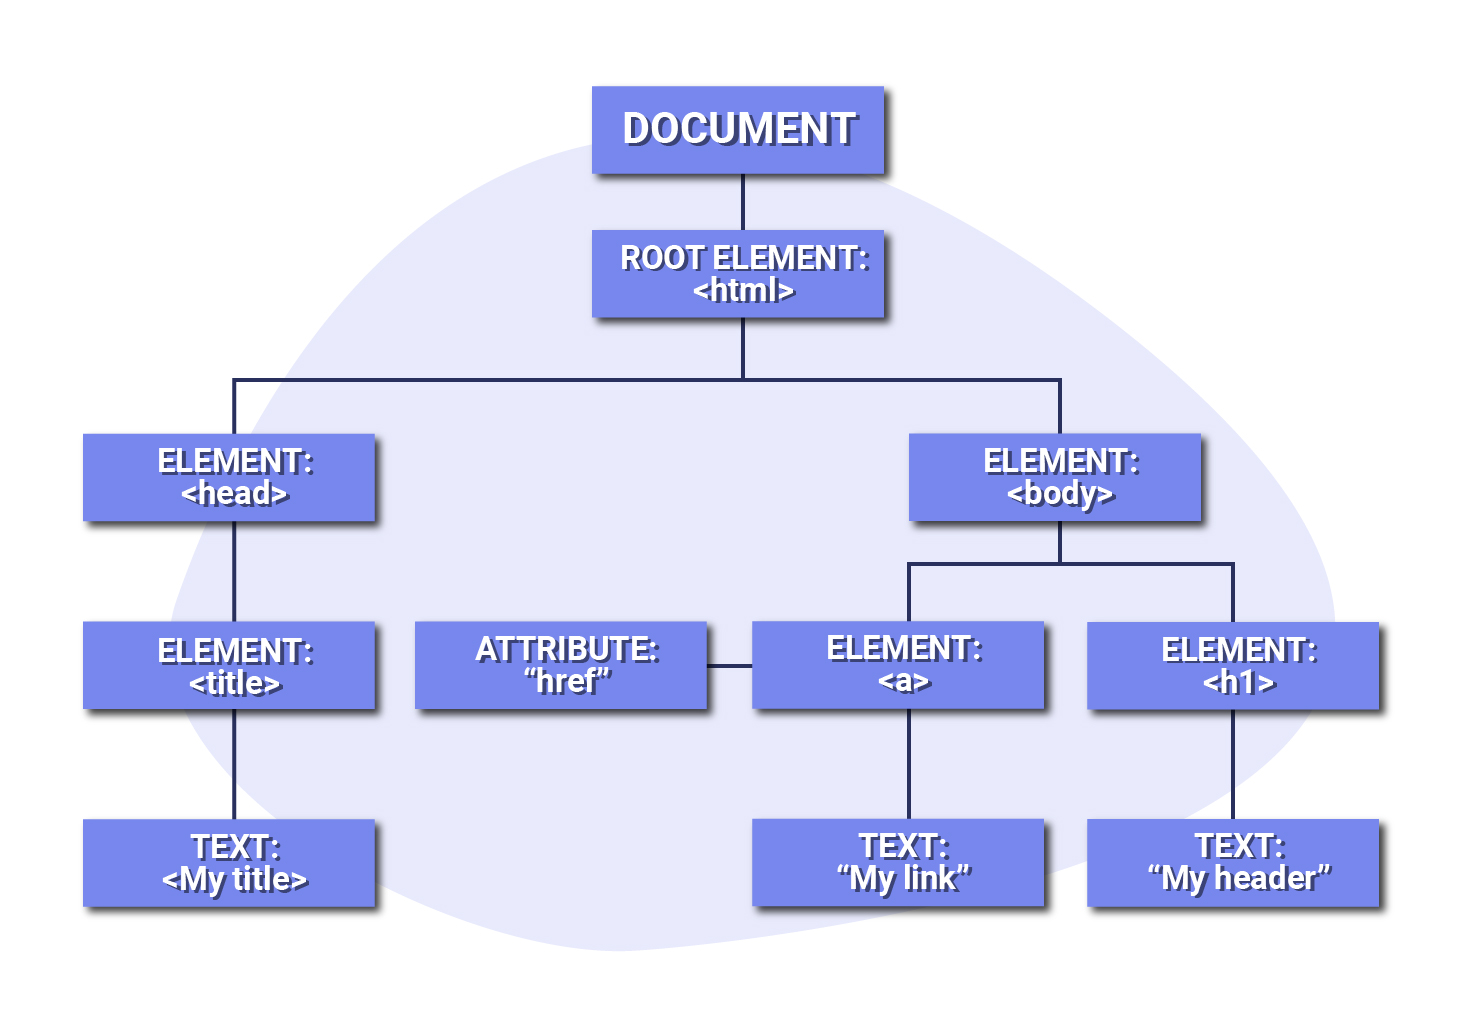 DOCUMENT
ROOT ELEMENT:
<html>
ELEMENT:
<head>
ELEMENT:
<body>
ELEMENT:
<title>
ATTRIBUTE:
“href”
ELEMENT:
<a>
ELEMENT:
<h1>
TEXT:
<My title>
TEXT:
“My link”
TEXT:
“My header”